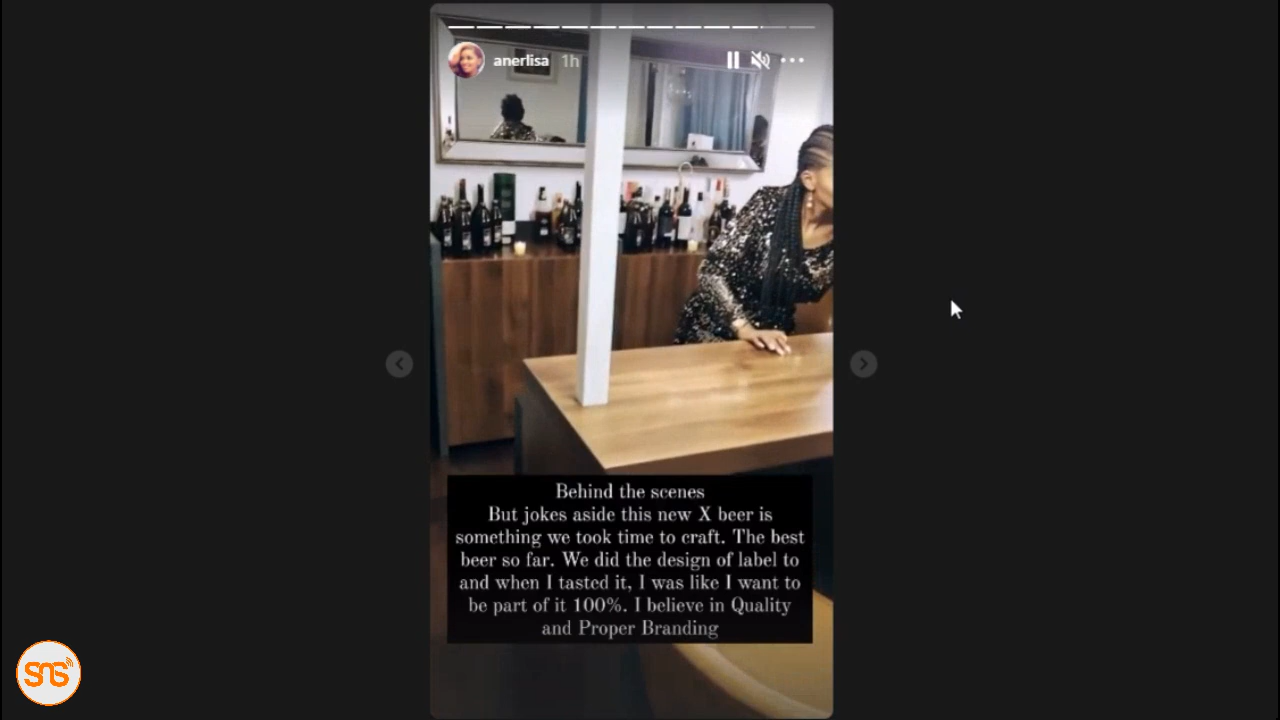 anerlisa 1h
Behind the scenes
But jokes aside this new X beer is
something we took time to craft. The best
beer so far. We did the design of label to
and when I tasted it, I was like I want to
be part of it 100%. I believe in Quality
and Proper Branding
SNS